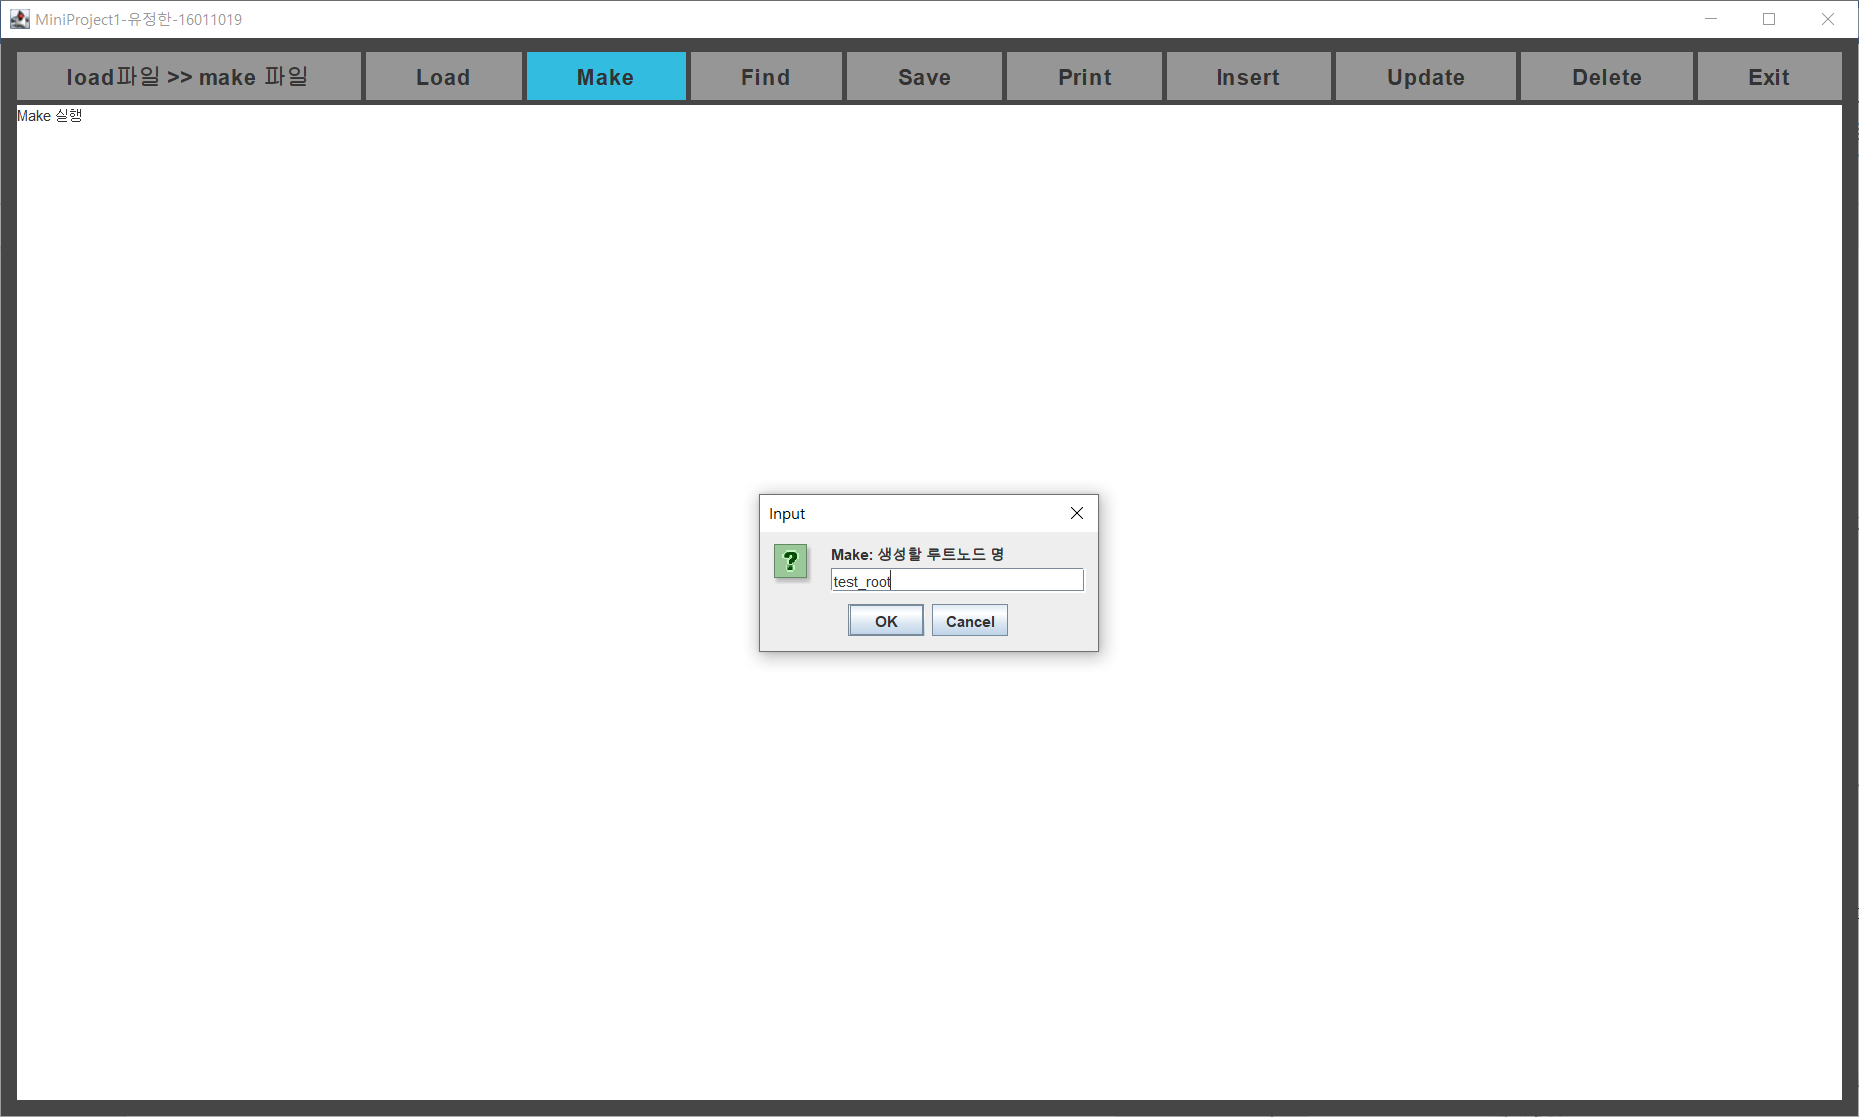 MiniProject1-유정한-16011019
load파일 >> make 파일 Load Make Find Save Print Insert Update Delete Exit
Make 실행
Input
Make: 생성할 루트노드 명
test_root
OK Cancel